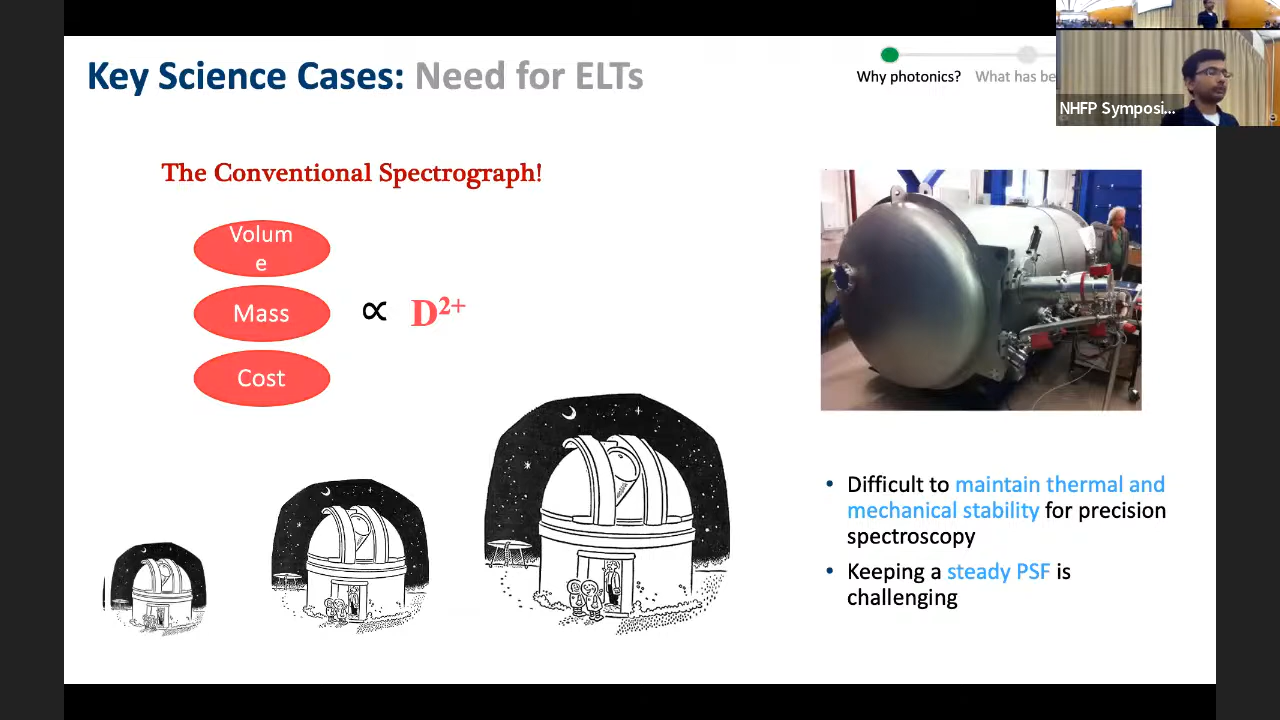 Key Science Cases: Need for ELTs
Why photonics? What has be
NHFP Symposi...
The Conventional Spectrograph!
Volum
e
Mass
∝ D²⁺
Cost
• Difficult to maintain thermal and
mechanical stability for precision
spectroscopy
• Keeping a steady PSF is
challenging